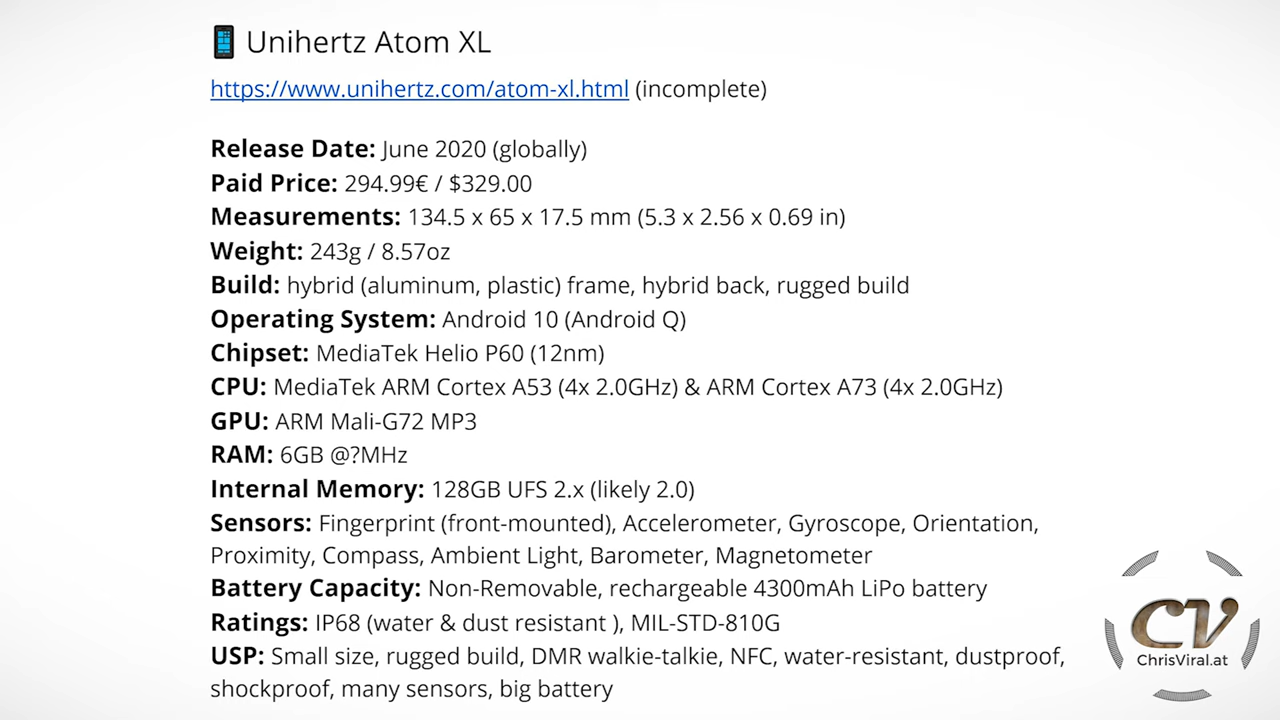 Unihertz Atom XL
https://www.unihertz.com/atom-xl.html (incomplete)
Release Date: June 2020 (globally)
Paid Price: 294.99€ / $329.00
Measurements: 134.5 x 65 x 17.5 mm (5.3 x 2.56 x 0.69 in)
Weight: 243g / 8.57oz
Build: hybrid (aluminum, plastic) frame, hybrid back, rugged build
Operating System: Android 10 (Android Q)
Chipset: MediaTek Helio P60 (12nm)
CPU: MediaTek ARM Cortex A53 (4x 2.0GHz) & ARM Cortex A73 (4x 2.0GHz)
GPU: ARM Mali-G72 MP3
RAM: 6GB @?MHz
Internal Memory: 128GB UFS 2.x (likely 2.0)
Sensors: Fingerprint (front-mounted), Accelerometer, Gyroscope, Orientation,
Proximity, Compass, Ambient Light, Barometer, Magnetometer
Battery Capacity: Non-Removable, rechargeable 4300mAh LiPo battery
Ratings: IP68 (water & dust resistant ), MIL-STD-810G
USP: Small size, rugged build, DMR walkie-talkie, NFC, water-resistant, dustproof,
shockproof, many sensors, big battery
CV
ChrisViral.at